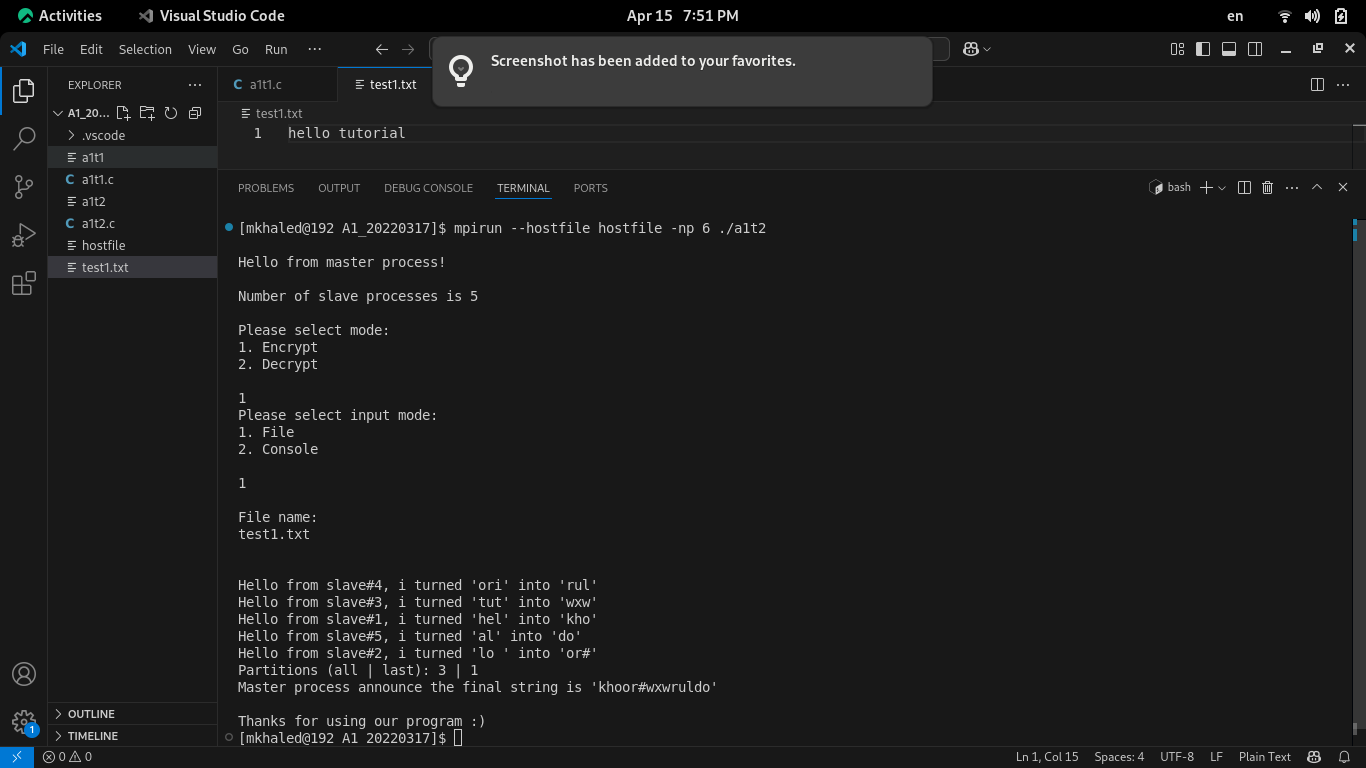 Activities
Visual Studio Code
Apr 15 7:51 PM
en
File Edit Selection View Go Run ···
Screenshot has been added to your favorites.
EXPLORER
A1_20...
.vscode
a1t1
a1t1.c
a1t2
a1t2.c
hostfile
test1.txt
OUTLINE
TIMELINE
a1t1.c
test1.txt
test1.txt
1 hello tutorial
PROBLEMS OUTPUT DEBUG CONSOLE TERMINAL PORTS
bash
[mkhaled@192 A1_20220317]$ mpirun --hostfile hostfile -np 6 ./a1t2
Hello from master process!
Number of slave processes is 5
Please select mode:
1. Encrypt
2. Decrypt
1
Please select input mode:
1. File
2. Console
1
File name:
test1.txt
Hello from slave#4, i turned 'ori' into 'rul'
Hello from slave#3, i turned 'tut' into 'wxw'
Hello from slave#1, i turned 'hel' into 'kho'
Hello from slave#5, i turned 'al' into 'do'
Hello from slave#2, i turned 'lo ' into 'or#'
Partitions (all | last): 3 | 1
Master process announce the final string is 'khoor#wxwruldo'
Thanks for using our program :)
[mkhaled@192 A1_20220317]$
1
0 0
Ln 1, Col 15 Spaces: 4 UTF-8 LF Plain Text